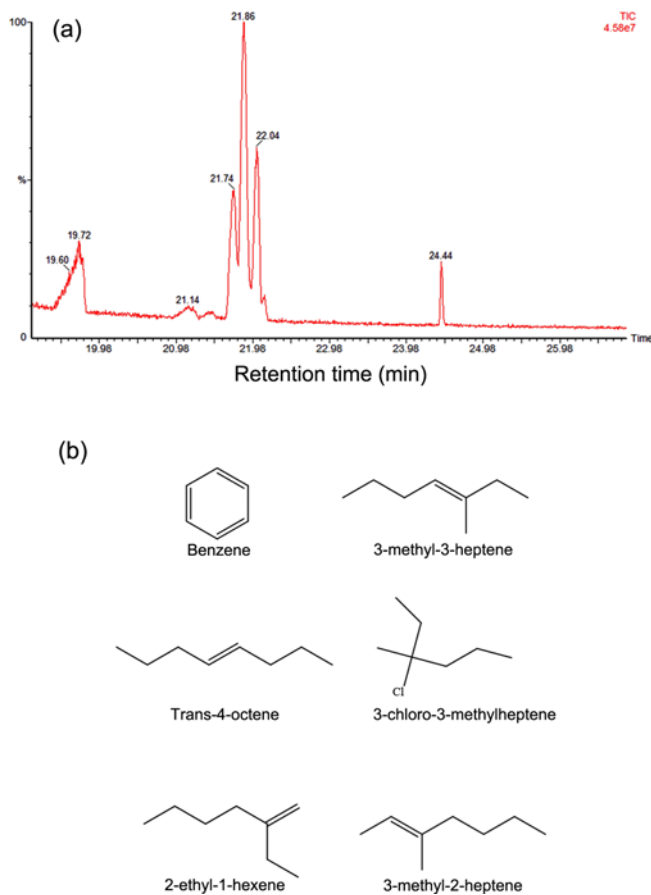 (a)
TIC
4.58e7
100
%
0
21.86
22.04
21.74
19.72
19.60
21.14
24.44
19.98 20.98 21.98 22.98 23.98 24.98 25.98
Time
Retention time (min)
(b)
Benzene 3-methyl-3-heptene
Cl
Trans-4-octene 3-chloro-3-methylheptene
2-ethyl-1-hexene 3-methyl-2-heptene